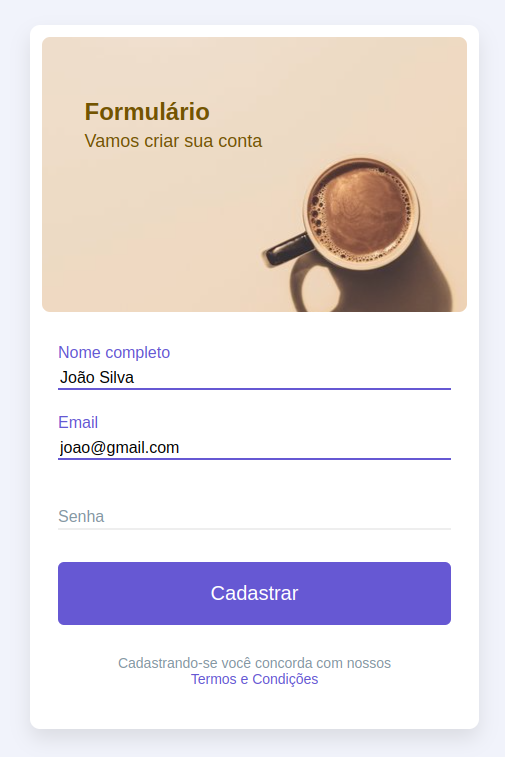 Formulário
Vamos criar sua conta
Nome completo
João Silva
Email
joao@gmail.com
Senha
Cadastrar
Cadastrando-se você concorda com nossos
Termos e Condições